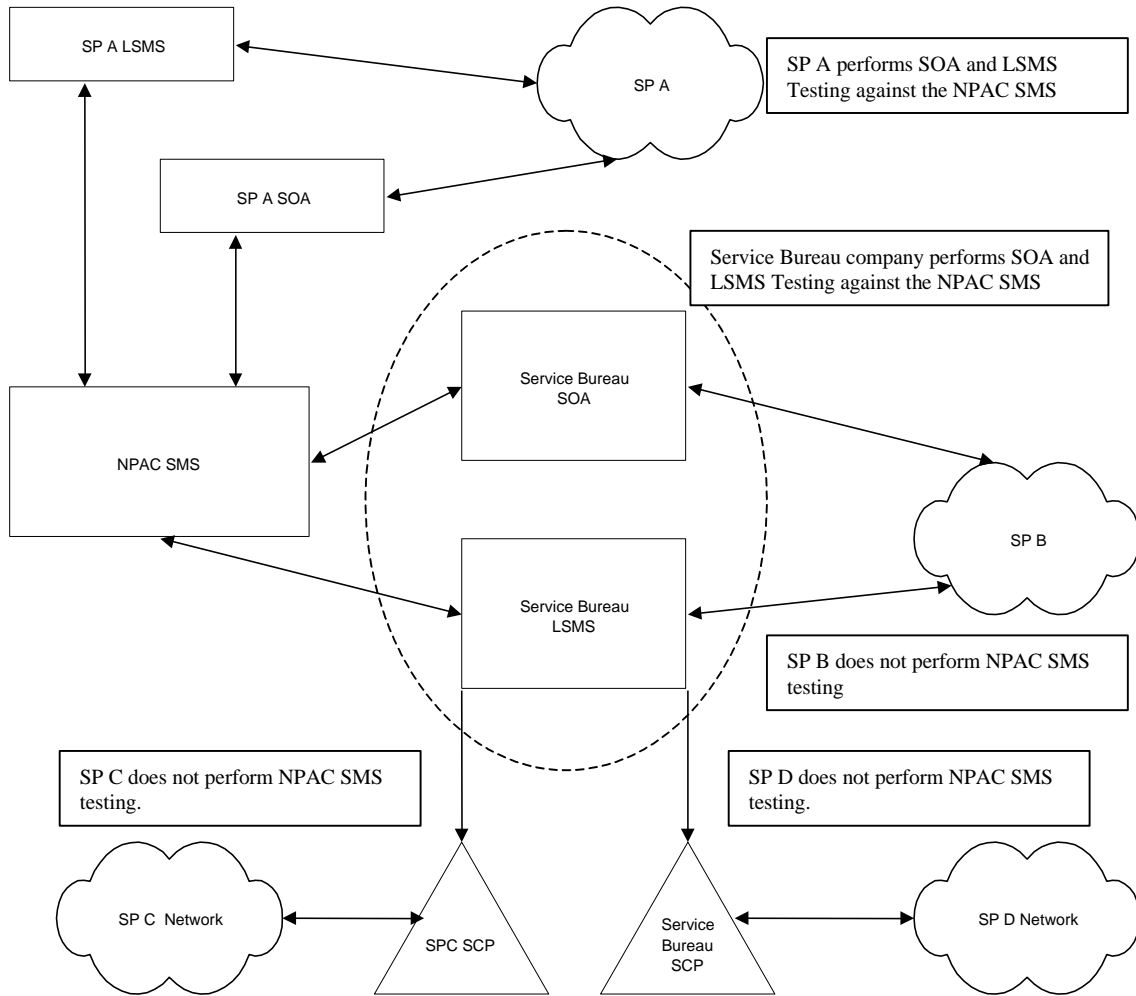 SP A LSMS
SP A
SP A performs SOA and LSMS
Testing against the NPAC SMS
SP A SOA
Service Bureau company performs SOA and
LSMS Testing against the NPAC SMS
Service Bureau
SOA
NPAC SMS
SP B
Service Bureau
LSMS
SP B does not perform NPAC SMS
testing
SP C does not perform NPAC SMS
testing.
SP D does not perform NPAC SMS
testing.
SP C  Network
SPC SCP
Service
Bureau
SCP
SP D Network